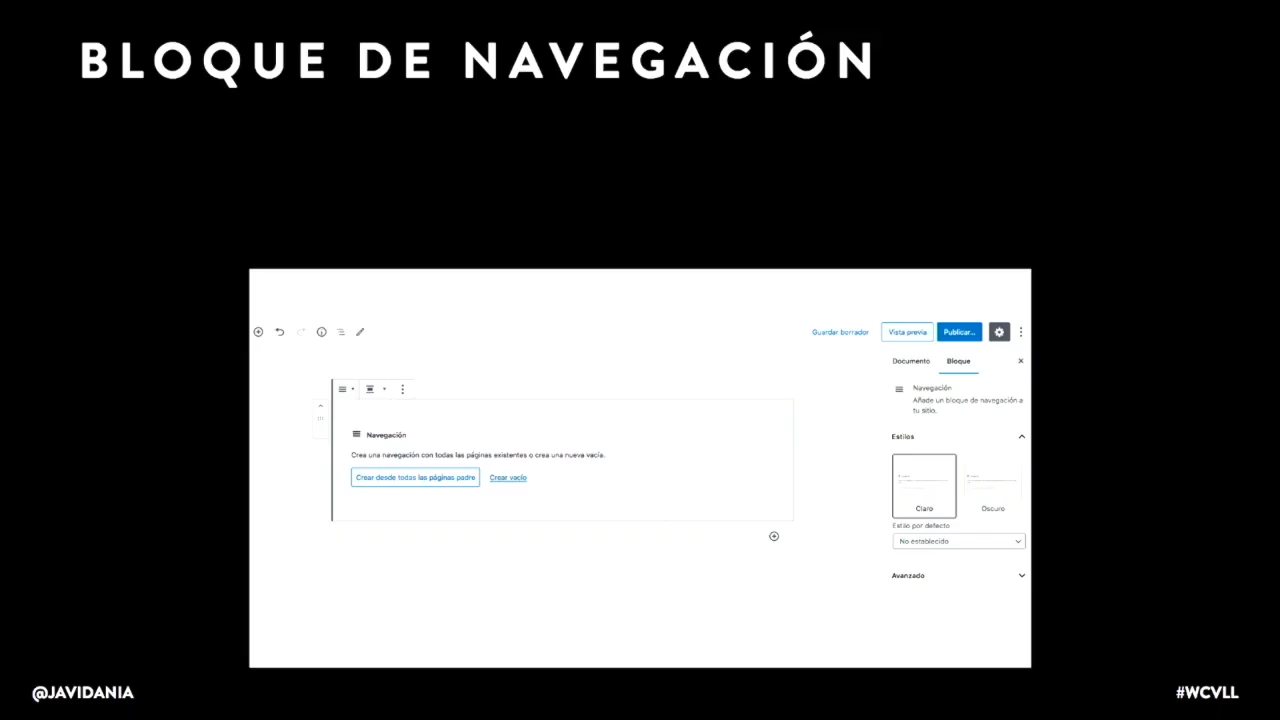 BLOQUE DE NAVEGACIÓN
Guardar borrador
Vista previa
Publicar...
Documento
Bloque
Navegación
Añade un bloque de navegación a
tu sitio.
Navegación
Crea una navegación con todas las páginas existentes o crea una nueva vacía.
Crear desde todas las páginas padre
Crear vacío
Estilos
Claro
Oscuro
Estilo por defecto
No establecido
Avanzado
@JAVIDANIA
#WCVLL